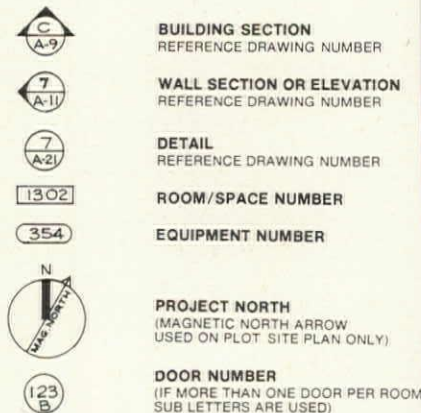 C
A-9
BUILDING SECTION
REFERENCE DRAWING NUMBER
7
A-11
WALL SECTION OR ELEVATION
REFERENCE DRAWING NUMBER
7
A-21
DETAIL
REFERENCE DRAWING NUMBER
1302
ROOM/SPACE NUMBER
354
EQUIPMENT NUMBER
N
MAG. NORTH
PROJECT NORTH
(MAGNETIC NORTH ARROW
USED ON PLOT SITE PLAN ONLY)
123
B
DOOR NUMBER
(IF MORE THAN ONE DOOR PER ROOM
SUB LETTERS ARE USED)